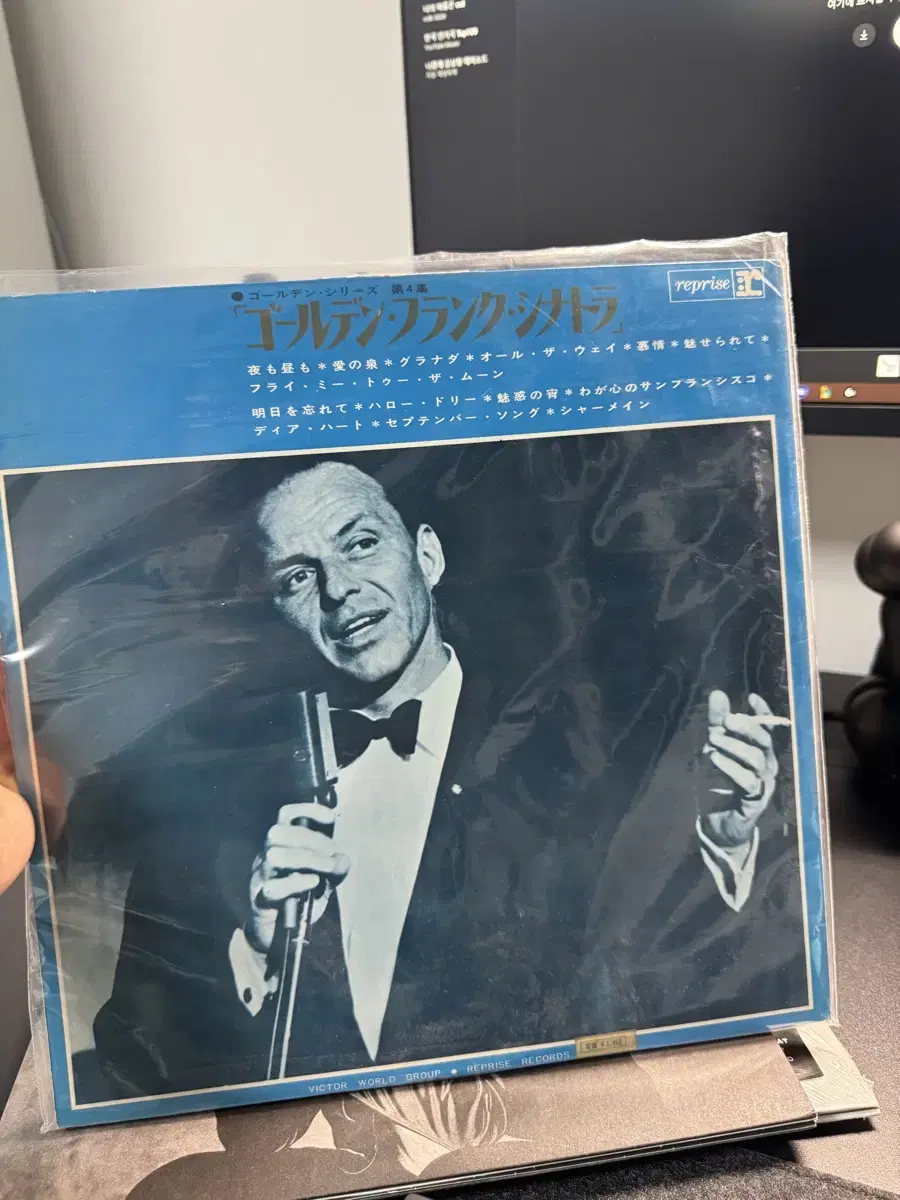 reprise r
●ゴールデン・シリーズ 第4集
「ゴールデン・フランク・シナトラ」
夜も昼も＊愛の泉＊グラナダ＊オール・ザ・ウェイ＊慕情＊魅せられて＊
フライ・ミー・トゥー・ザ・ムーン
明日を忘れて＊ハロー・ドリー＊魅惑の宵＊わが心のサンフランシスコ＊
ディア・ハート＊セプテンバー・ソング＊シャーメイン
VICTOR WORLD GROUP ● REPRISE RECORDS